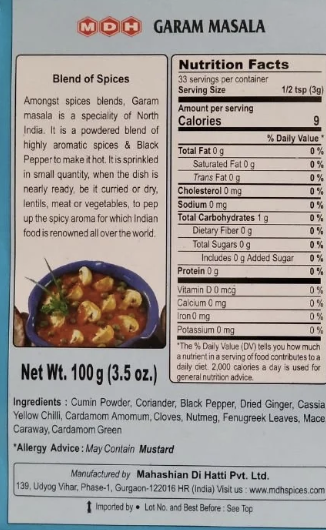 MDH GARAM MASALA
Blend of Spices
Amongst spices blends, Garam
masala is a speciality of North
India. It is a powdered blend of
highly aromatic spices & Black
Pepper to make it hot. It is sprinkled
in small quantity, when the dish is
nearly ready, be it curried or dry,
lentils, meat or vegetables, to pep
up the spicy aroma for which Indian
food is renowned all over the world.
Net Wt. 100 g (3.5 oz.)
Nutrition Facts
33 servings per container
Serving Size 1/2 tsp (3g)
Amount per serving
Calories 9
% Daily Value *
Total Fat 0 g 0 %
Saturated Fat 0 g 0 %
Trans Fat 0 g 0 %
Cholesterol 0 mg 0 %
Sodium 0 mg 0 %
Total Carbohydrates 1 g 0 %
Dietary Fiber 0 g 0 %
Total Sugars 0 g 0 %
Includes 0 g Added Sugar 0 %
Protein 0 g 0 %
Vitamin D 0 mcg 0 %
Calcium 0 mg 0 %
Iron 0 mg 0 %
Potassium 0 mg 0 %
*The % Daily Value (DV) tells you how much
a nutrient in a serving of food contributes to a
daily diet. 2,000 calories a day is used for
general nutrition advice.
Ingredients : Cumin Powder, Coriander, Black Pepper, Dried Ginger, Cassia
Yellow Chilli, Cardamom Amomum, Cloves, Nutmeg, Fenugreek Leaves, Mace
Caraway, Cardamom Green
*Allergy Advice : May Contain Mustard
Manufactured by Mahashian Di Hatti Pvt. Ltd.
139, Udyog Vihar, Phase-1, Gurgaon-122016 HR (India) Visit us : www.mdhspices.com
Imported by • Lot No. and Best Before : See Top